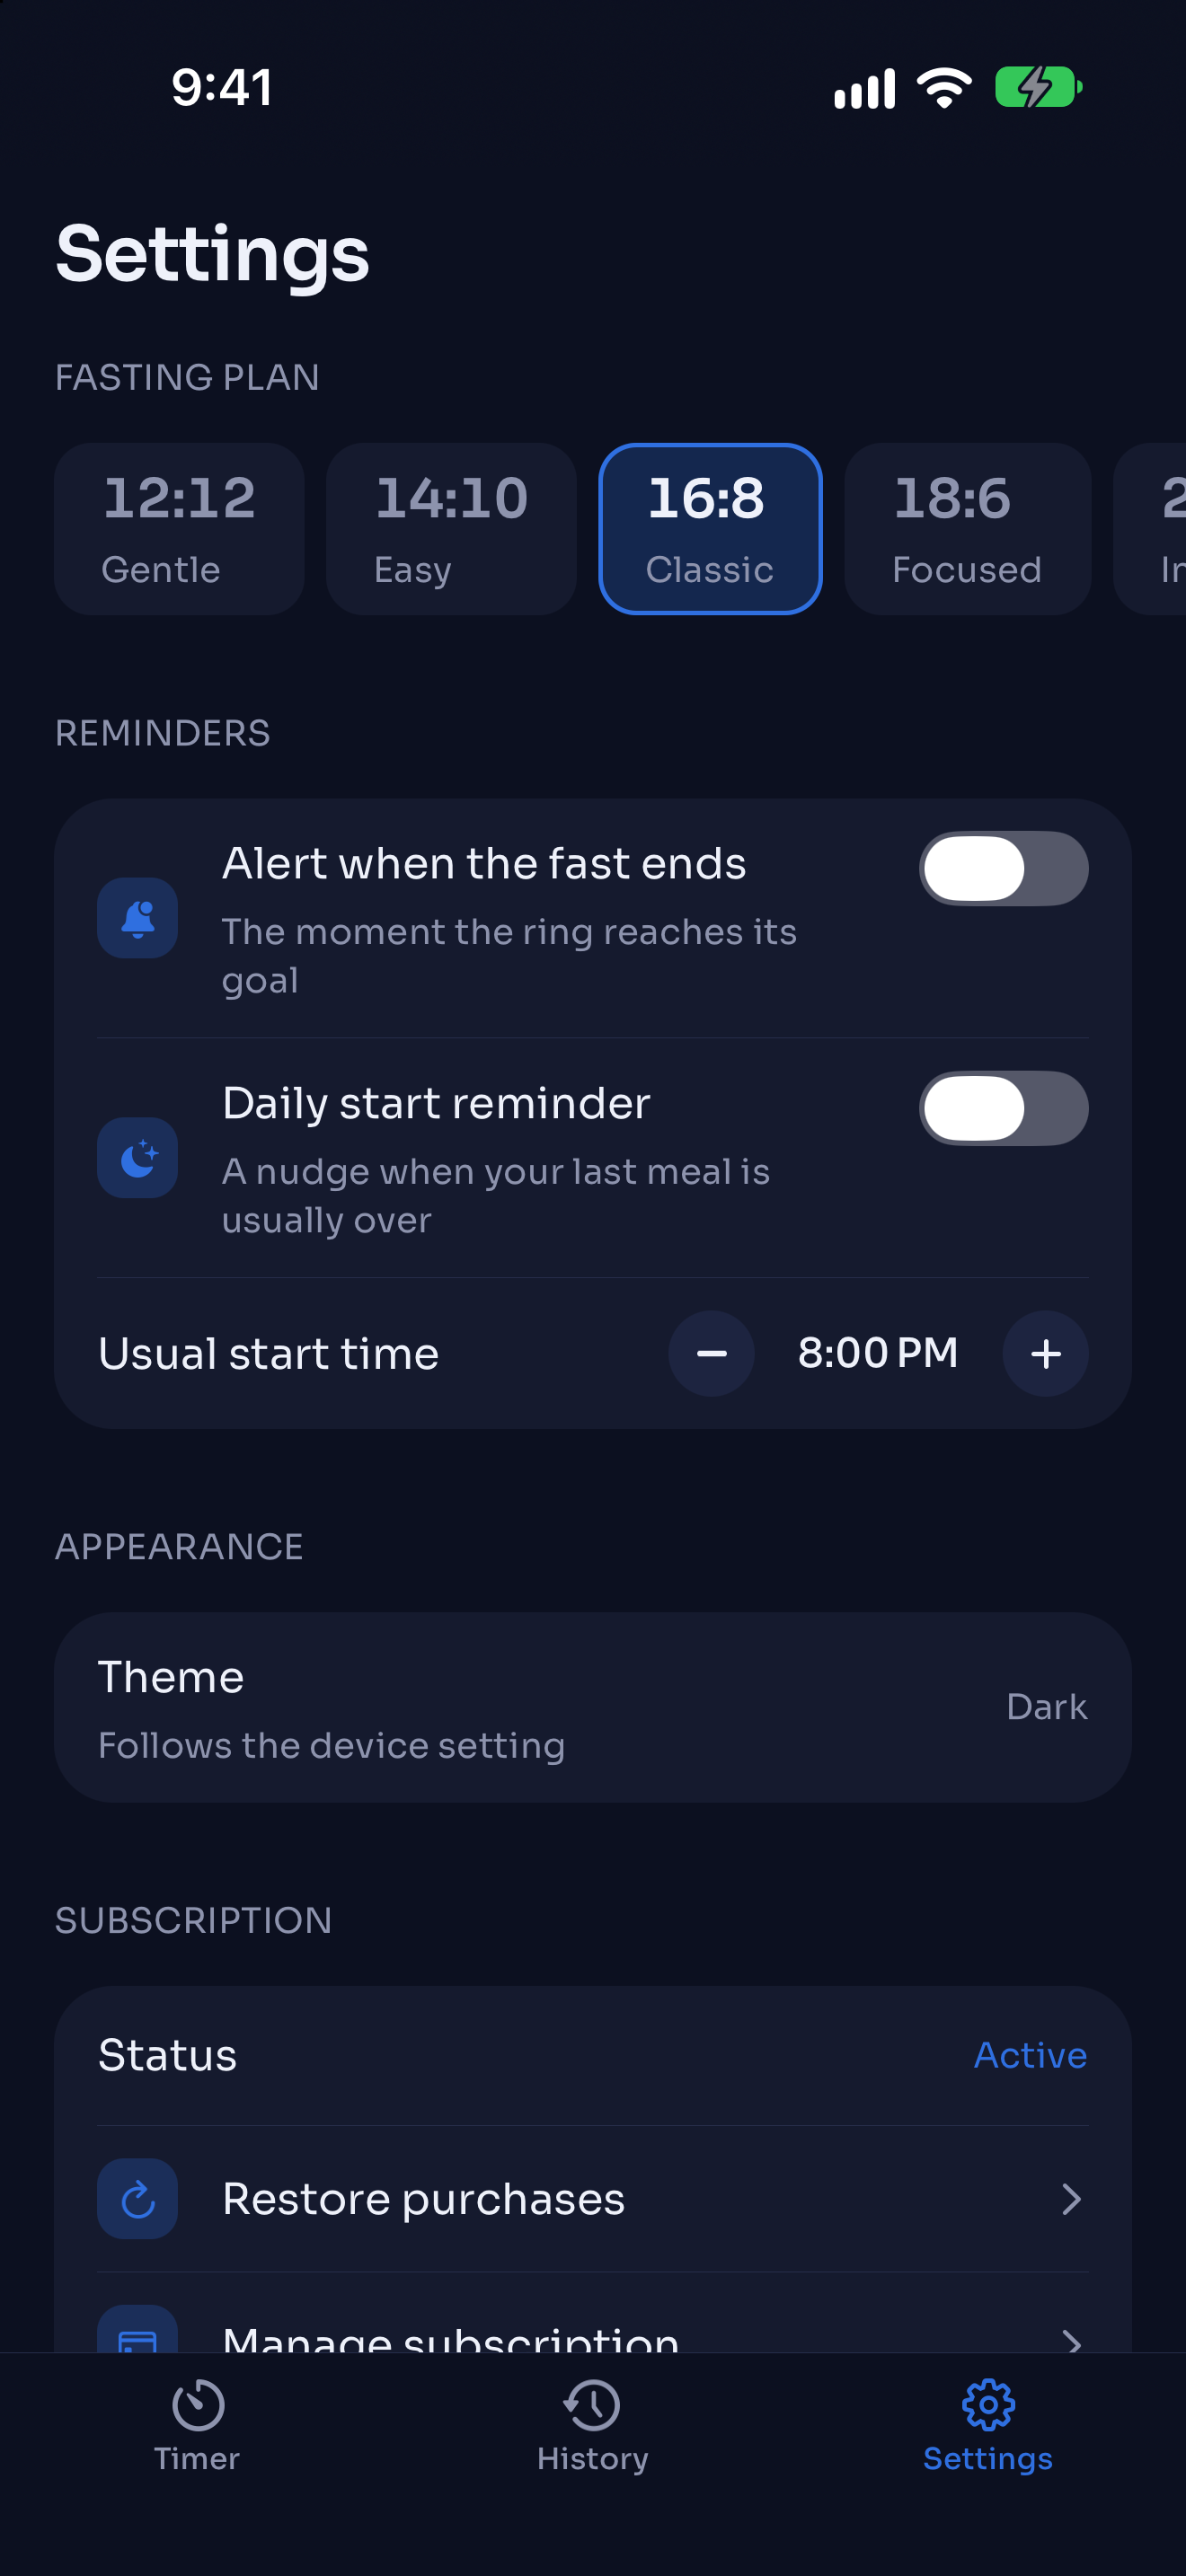 9:41
Settings
FASTING PLAN
12:12
Gentle
14:10
Easy
16:8
Classic
18:6
Focused
REMINDERS
Alert when the fast ends
The moment the ring reaches its
goal
Daily start reminder
A nudge when your last meal is
usually over
Usual start time
8:00 PM
APPEARANCE
Theme
Follows the device setting
Dark
SUBSCRIPTION
Status
Active
Restore purchases
Manage subscription
Timer
History
Settings